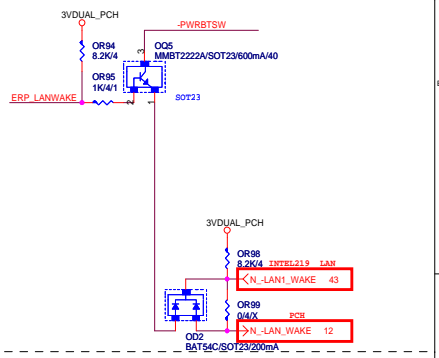 3VDUAL_PCH
-PWRBTSW
OR94
8.2K/4
OQ5
MMBT2222A/SOT23/600mA/40
3
OR95
1K/4/1
SOT23
ERP_LANWAKE
2
1
3VDUAL_PCH
OR98
8.2K/4
INTEL219 LAN
N_-LAN1_WAKE 43
OR99
0/4/X
PCH
N_-LAN_WAKE 12
OD2
BAT54C/SOT23/200mA